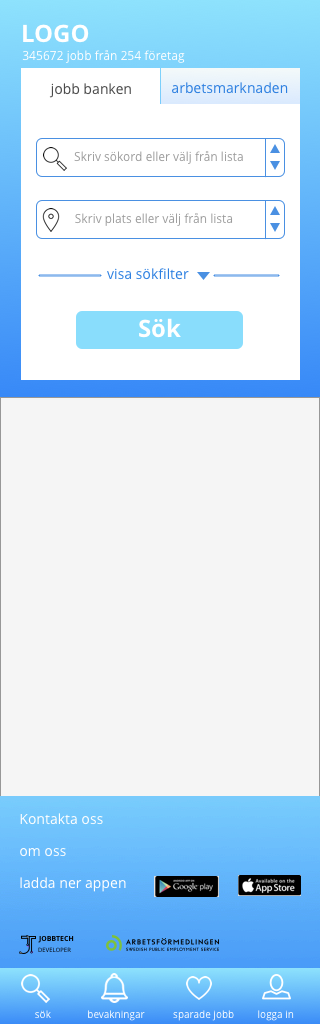 LOGO
345672 jobb från 254 företag
jobb banken
arbetsmarknaden
Skriv sökord eller välj från lista
Skriv plats eller välj från lista
visa sökfilter
Sök
Kontakta oss
om oss
ladda ner appen
Google play
Available on the
App Store
JOBBTECH
DEVELOPER
ARBETSFÖRMEDLINGEN
SWEDISH PUBLIC EMPLOYMENT SERVICE
sök
bevakningar
sparade jobb
logga in